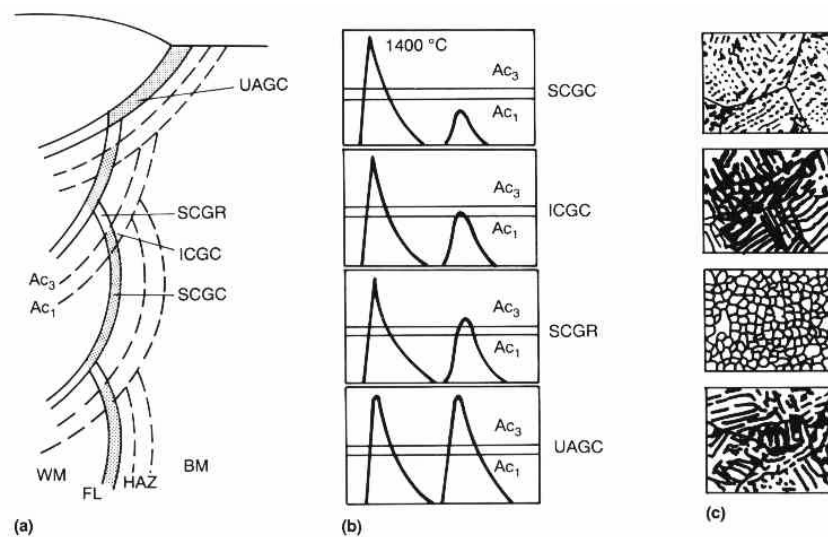 UAGC
SCGR
ICGC
Ac3
SCGC
Ac1
WM
FL
HAZ
BM
(a)
1400 °C
Ac3
Ac1
SCGC
Ac3
Ac1
ICGC
Ac3
Ac1
SCGR
Ac3
Ac1
UAGC
(b)
(c)